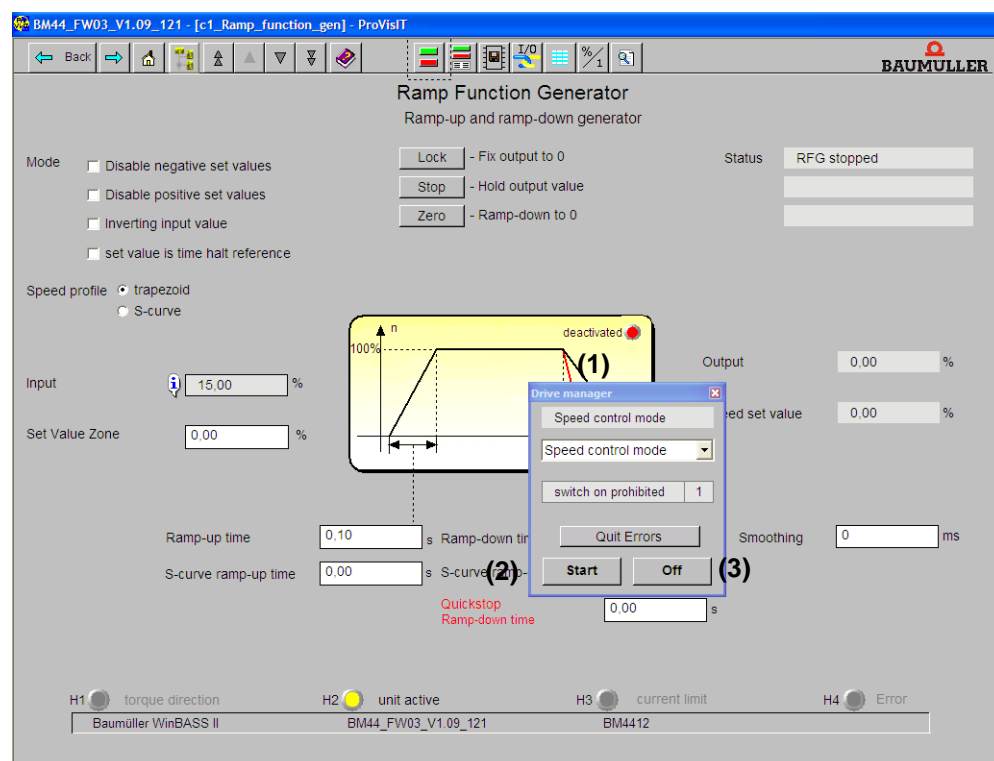 BM44_FW03_V1.09_121 - [c1_Ramp_function_gen] - ProVisIT
Back
I/O
%/1
BAUMÜLLER
Ramp Function Generator
Ramp-up and ramp-down generator
Mode
Disable negative set values
Disable positive set values
Inverting input value
set value is time halt reference
Lock - Fix output to 0
Stop - Hold output value
Zero - Ramp-down to 0
Status RFG stopped
Speed profile trapezoid
S-curve
n
100%
deactivated
(1)
Input 15,00 %
Set Value Zone 0,00 %
Output 0,00 %
set value 0,00 %
Drive manager
Speed control mode
Speed control mode
switch on prohibited 1
Quit Errors
Start Off
(2)
(3)
Ramp-up time 0,10 s
Ramp-down
S-curve ramp-up time 0,00 s
S-curve
Smoothing 0 ms
Quickstop
Ramp-down time
0,00 s
H1 torque direction
H2 unit active
H3 current limit
H4 Error
Baumüller WinBASS II BM44_FW03_V1.09_121 BM4412